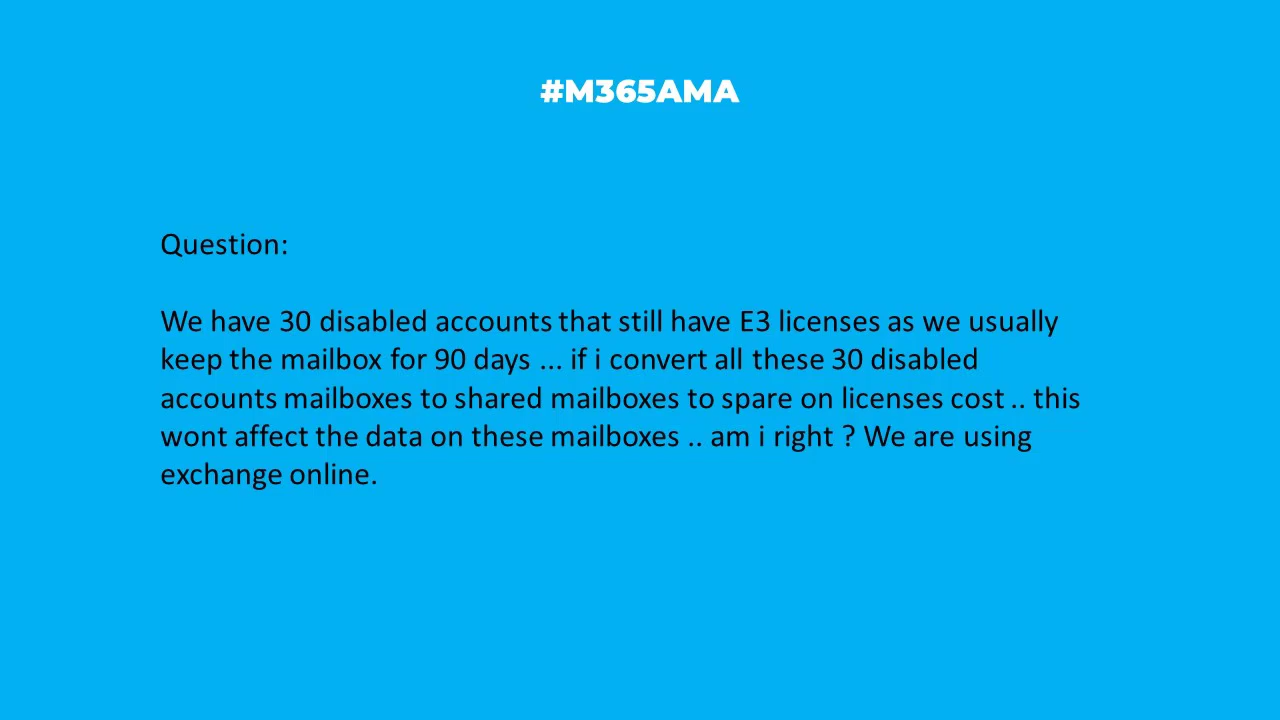 #M365AMA
Question:
We have 30 disabled accounts that still have E3 licenses as we usually
keep the mailbox for 90 days ... if i convert all these 30 disabled
accounts mailboxes to shared mailboxes to spare on licenses cost .. this
wont affect the data on these mailboxes .. am i right ? We are using
exchange online.